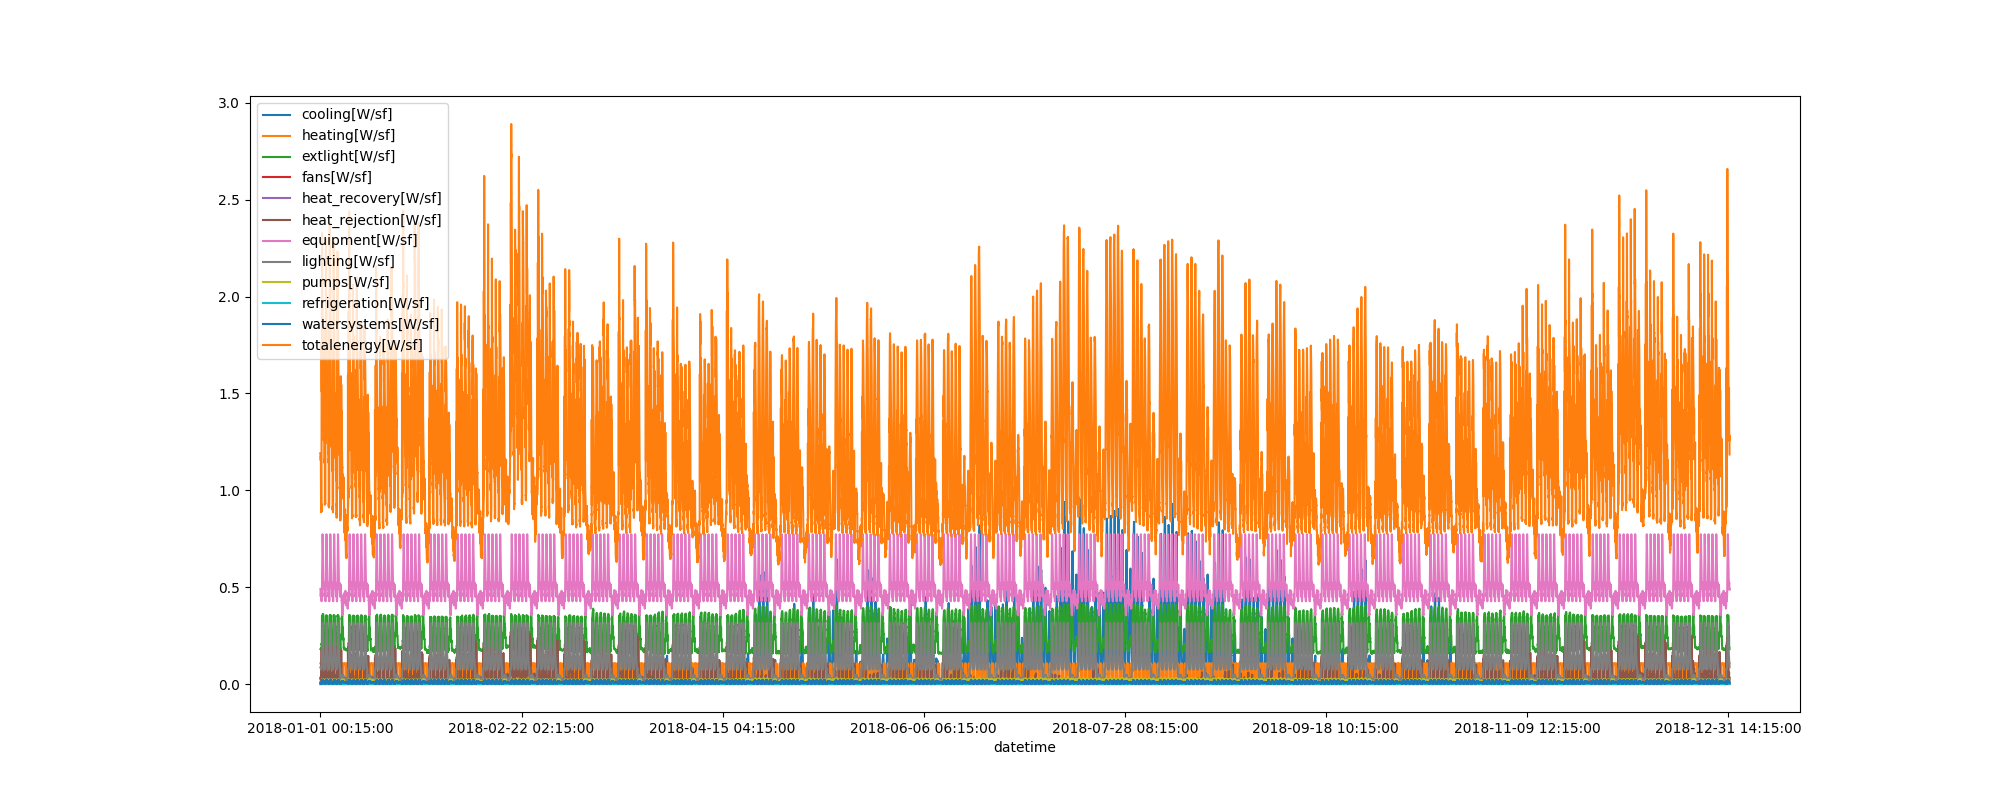 3.0
2.5
2.0
1.5
1.0
0.5
0.0
cooling[W/sf]
heating[W/sf]
extlight[W/sf]
fans[W/sf]
heat_recovery[W/sf]
heat_rejection[W/sf]
equipment[W/sf]
lighting[W/sf]
pumps[W/sf]
refrigeration[W/sf]
watersystems[W/sf]
totalenergy[W/sf]
2018-01-01 00:15:00 2018-02-22 02:15:00 2018-04-15 04:15:00 2018-06-06 06:15:00 2018-07-28 08:15:00 2018-09-18 10:15:00 2018-11-09 12:15:00 2018-12-31 14:15:00
datetime